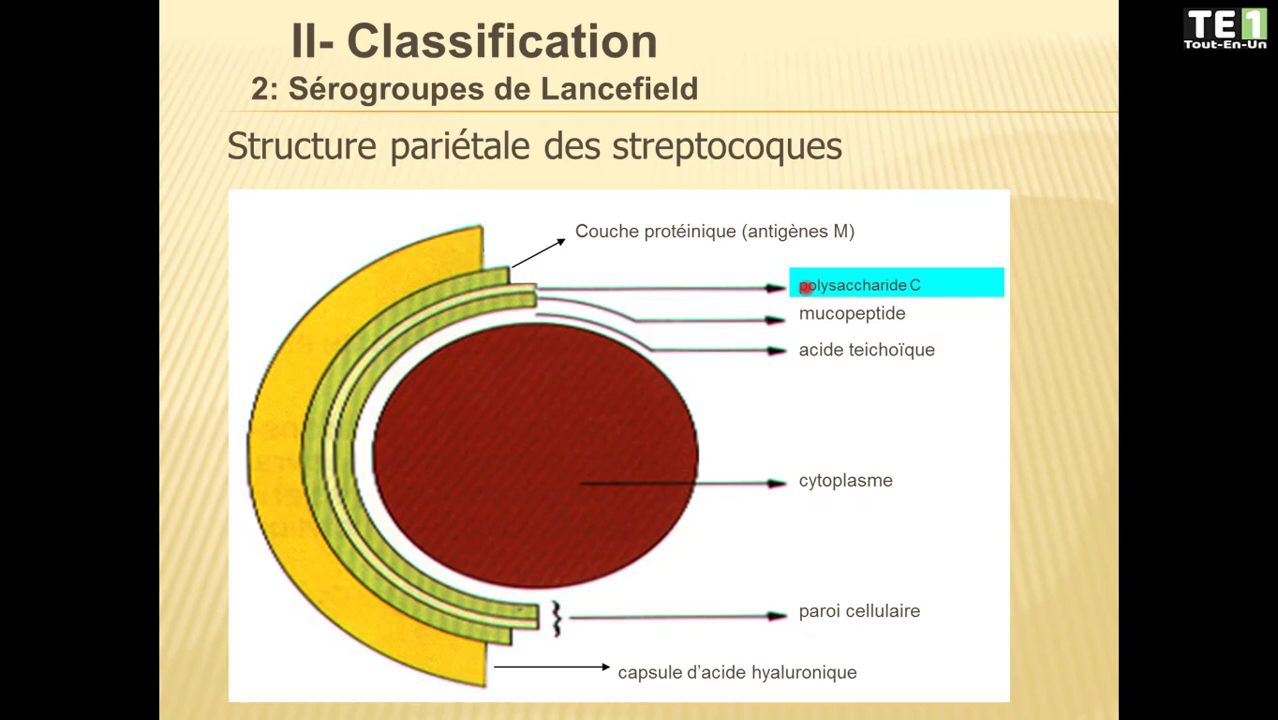 II- Classification
2: Sérogroupes de Lancefield
TE1
Tout-En-Un
Structure pariétale des streptocoques
Couche protéinique (antigènes M)
polysaccharide C
mucopeptide
acide teichoïque
cytoplasme
paroi cellulaire
capsule d’acide hyaluronique